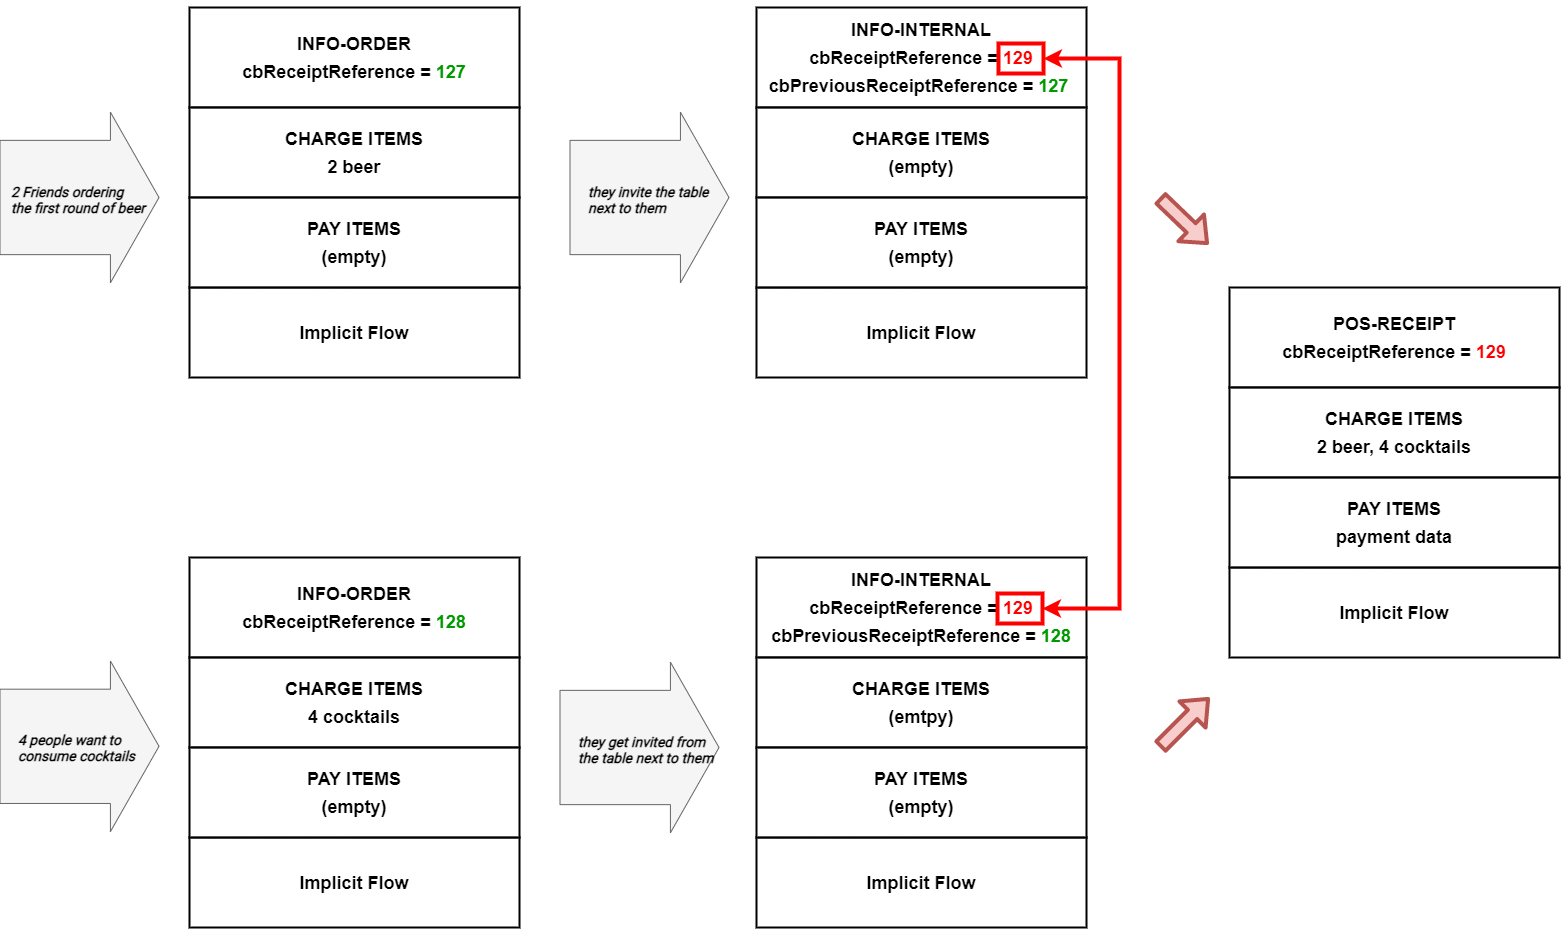 2 Friends ordering
the first round of beer
INFO-ORDER
cbReceiptReference = 127
CHARGE ITEMS
2 beer
PAY ITEMS
(empty)
Implicit Flow
they invite the table
next to them
INFO-INTERNAL
cbReceiptReference = 129
cbPreviousReceiptReference = 127
CHARGE ITEMS
(empty)
PAY ITEMS
(empty)
Implicit Flow
4 people want to
consume cocktails
INFO-ORDER
cbReceiptReference = 128
CHARGE ITEMS
4 cocktails
PAY ITEMS
(empty)
Implicit Flow
they get invited from
the table next to them
INFO-INTERNAL
cbReceiptReference = 129
cbPreviousReceiptReference = 128
CHARGE ITEMS
(emtpy)
PAY ITEMS
(empty)
Implicit Flow
POS-RECEIPT
cbReceiptReference = 129
CHARGE ITEMS
2 beer, 4 cocktails
PAY ITEMS
payment data
Implicit Flow